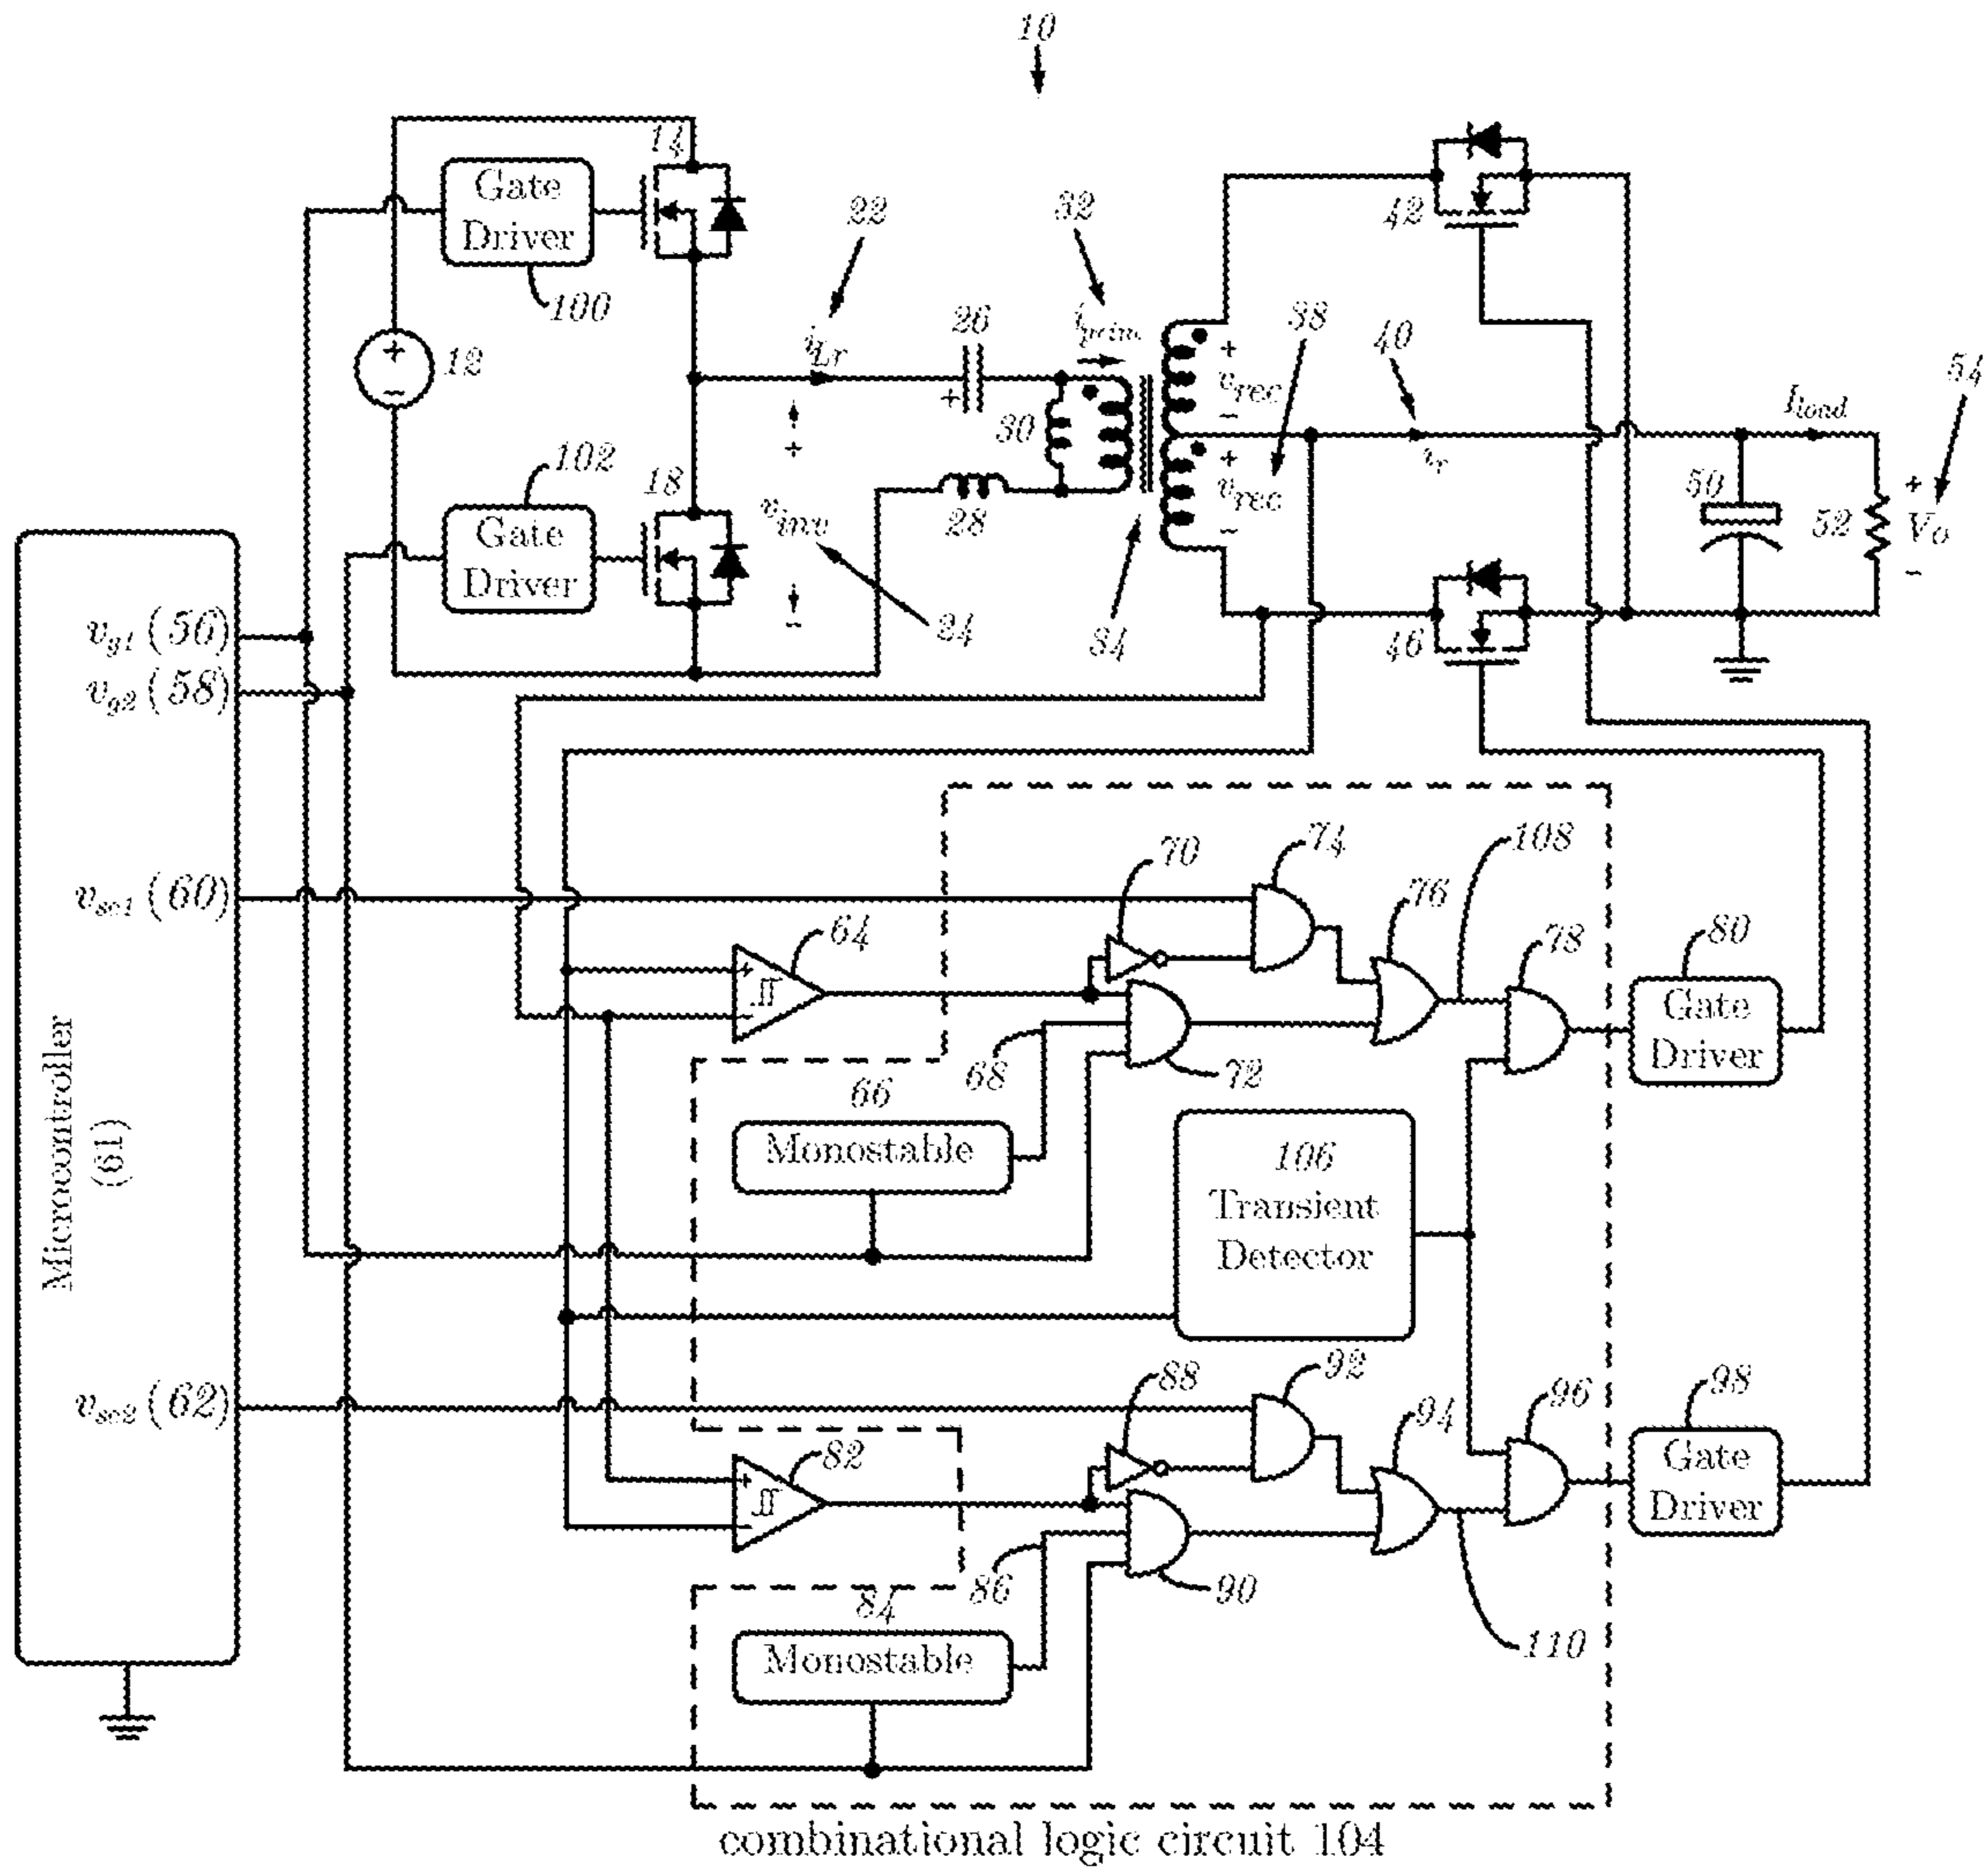 10
14
Gate
Driver
100
22
32
42
12
i_Lr
26
i_prim
+
v_rec
-
38
40
I_load
54
+
-
+
30
+
v_rec
-
i_r
102
18
Gate
Driver
+
v_inv
-
24
28
34
46
50
52
+
V_O
-
v_g1 (56)
v_g2 (58)
v_se1 (60)
Microcontroller
(61)
v_se2 (62)
64
+
-
70
74
76
108
78
80
Gate
Driver
68
72
66
Monostable
106
Transient
Detector
82
+
-
88
92
94
96
98
Gate
Driver
86
90
84
Monostable
110
combinational logic circuit 104